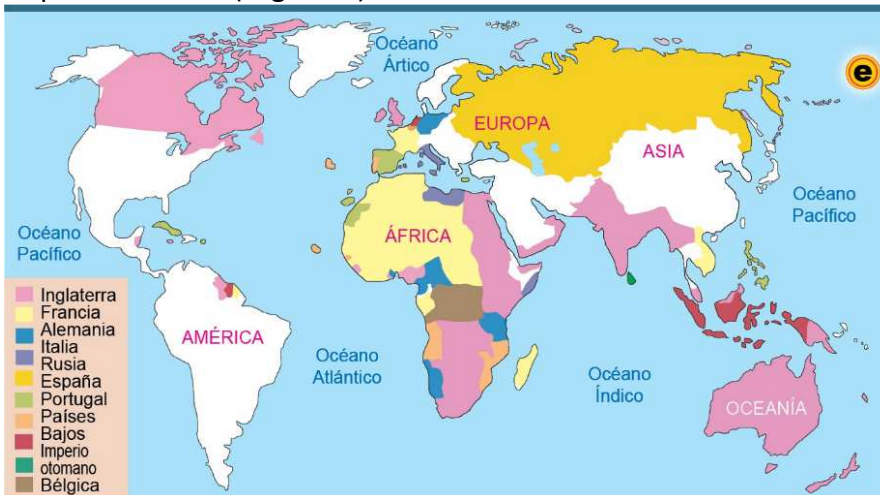 Océano
Ártico
e
EUROPA
ASIA
Océano
Pacífico
Océano
Pacífico
ÁFRICA
AMÉRICA
Océano
Atlántico
Océano
Índico
OCEANÍA
Inglaterra
Francia
Alemania
Italia
Rusia
España
Portugal
Países
Bajos
Imperio
otomano
Bélgica